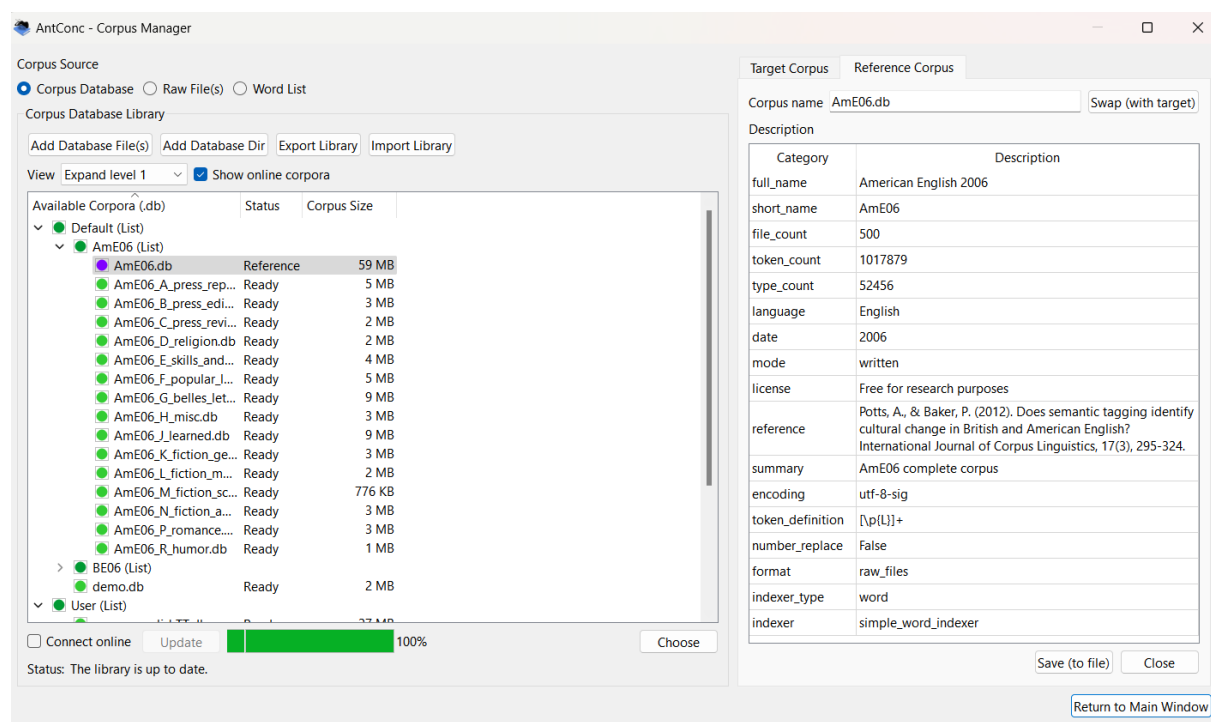 AntConc - Corpus Manager
Corpus Source
Corpus Database Raw File(s) Word List
Corpus Database Library
Add Database File(s) Add Database Dir Export Library Import Library
View Expand level 1 Show online corpora
Available Corpora (.db) Status Corpus Size
Default (List)
AmE06 (List)
AmE06.db Reference 59 MB
AmE06_A_press_rep... Ready 5 MB
AmE06_B_press_edi... Ready 3 MB
AmE06_C_press_revi... Ready 2 MB
AmE06_D_religion.db Ready 2 MB
AmE06_E_skills_and... Ready 4 MB
AmE06_F_popular_l... Ready 5 MB
AmE06_G_belles_let... Ready 9 MB
AmE06_H_misc.db Ready 3 MB
AmE06_J_learned.db Ready 9 MB
AmE06_K_fiction_ge... Ready 3 MB
AmE06_L_fiction_m... Ready 2 MB
AmE06_M_fiction_sc... Ready 776 KB
AmE06_N_fiction_a... Ready 3 MB
AmE06_P_romance.... Ready 3 MB
AmE06_R_humor.db Ready 1 MB
BE06 (List)
demo.db Ready 2 MB
User (List)
Connect online Update 100% Choose
Status: The library is up to date.
Target Corpus Reference Corpus
Corpus name AmE06.db Swap (with target)
Description
Category Description
full_name American English 2006
short_name AmE06
file_count 500
token_count 1017879
type_count 52456
language English
date 2006
mode written
license Free for research purposes
reference Potts, A., & Baker, P. (2012). Does semantic tagging identify
cultural change in British and American English?
International Journal of Corpus Linguistics, 17(3), 295-324.
summary AmE06 complete corpus
encoding utf-8-sig
token_definition [\p{L}]+
number_replace False
format raw_files
indexer_type word
indexer simple_word_indexer
Save (to file) Close
Return to Main Window